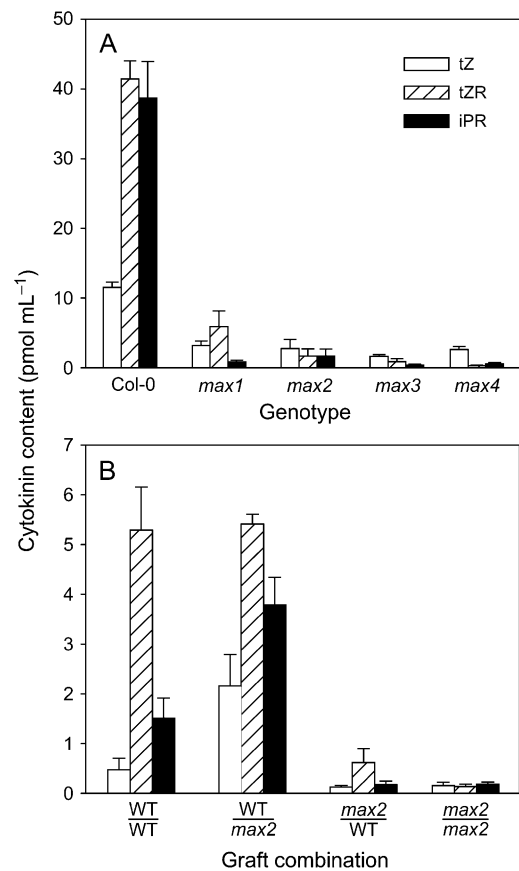 50
A
tZ
40
tZR
iPR
30
20
10
0
Col-0 max1 max2 max3 max4
Genotype
Cytokinin content (pmol mL⁻¹)
7
B
6
5
4
3
2
1
0
WT WT max2 max2
WT max2 WT max2
Graft combination